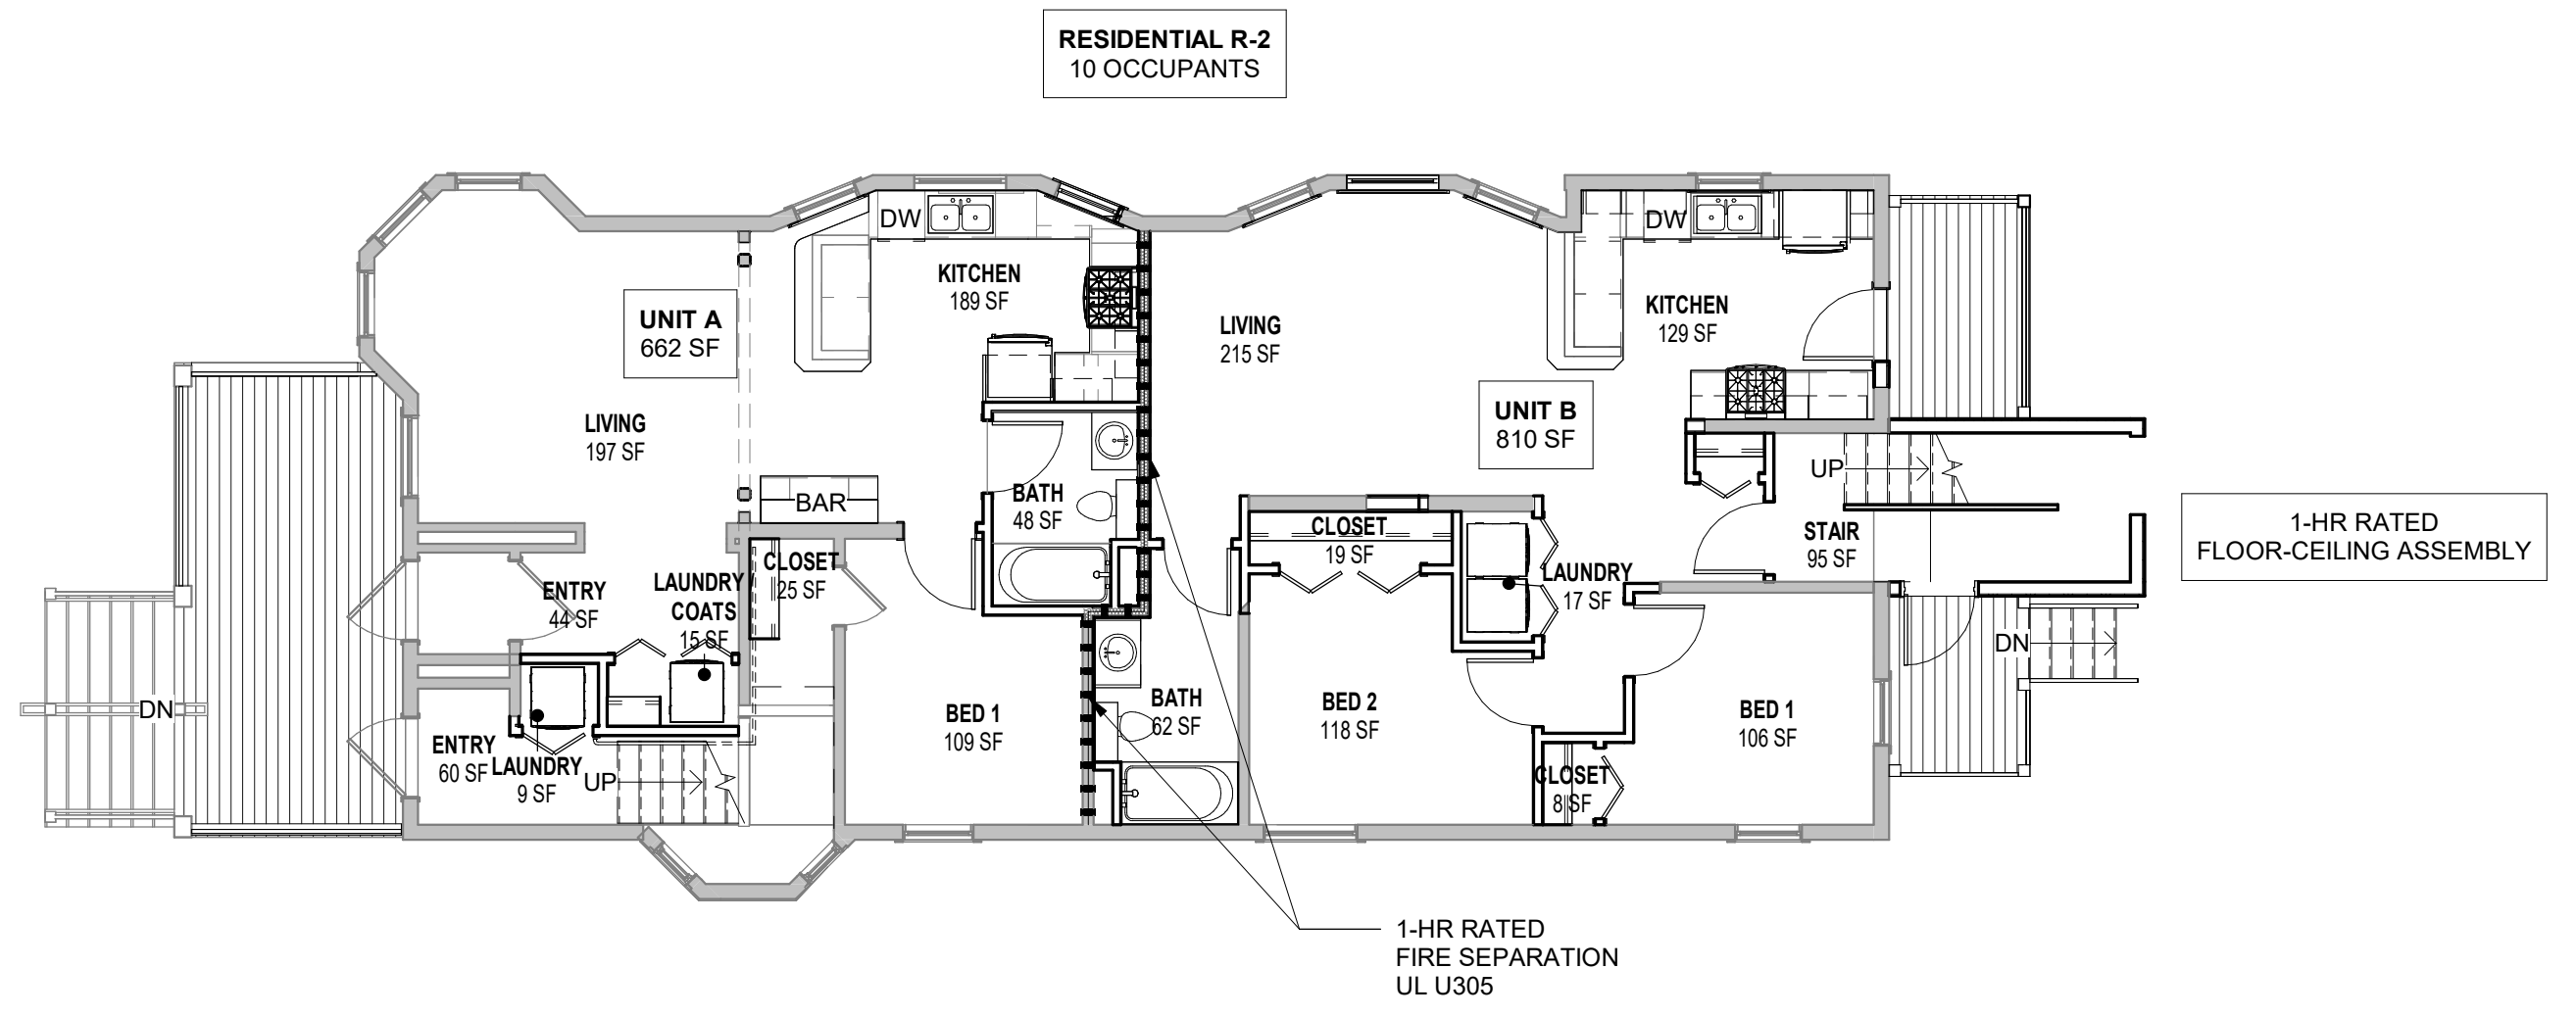 RESIDENTIAL R-2
10 OCCUPANTS
DW
DW
KITCHEN
189 SF
UNIT A
662 SF
LIVING
215 SF
KITCHEN
129 SF
UNIT B
810 SF
LIVING
197 SF
BAR
BATH
48 SF
UP
STAIR
95 SF
1-HR RATED
FLOOR-CEILING ASSEMBLY
CLOSET
19 SF
CLOSET
25 SF
ENTRY
44 SF
LAUNDRY
COATS
15 SF
LAUNDRY
17 SF
DN
DN
BED 1
109 SF
BATH
62 SF
BED 2
118 SF
BED 1
106 SF
ENTRY
60 SF
LAUNDRY
9 SF
UP
CLOSET
8 SF
1-HR RATED
FIRE SEPARATION
UL U305